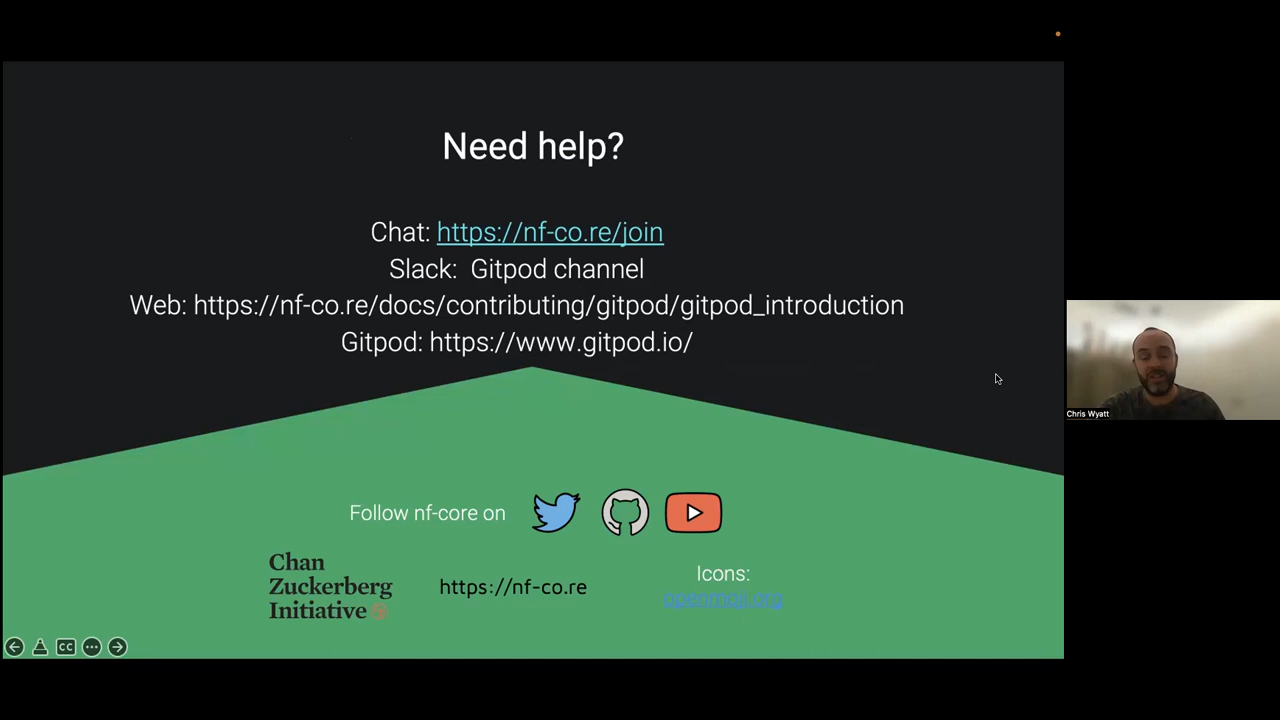 Need help?
Chat: https://nf-co.re/join
Slack:  Gitpod channel
Web: https://nf-co.re/docs/contributing/gitpod/gitpod_introduction
Gitpod: https://www.gitpod.io/
Chris Wyatt
Follow nf-core on
Chan
Zuckerberg
Initiative
https://nf-co.re
Icons:
openmoji.org
CC